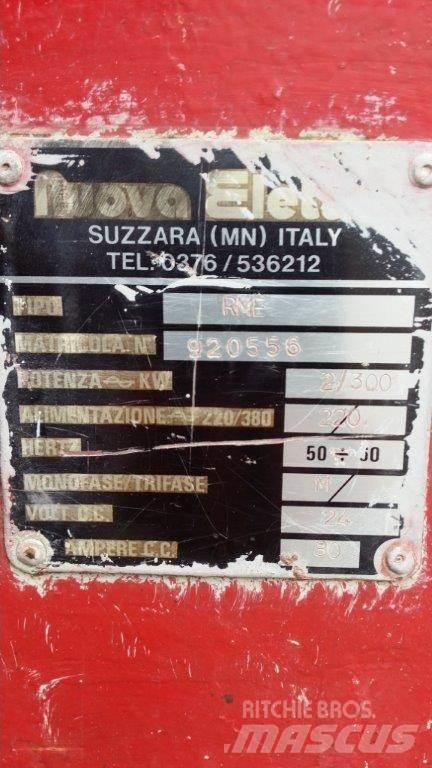 Nuova Elett
SUZZARA (MN) ITALY
TEL. 0376/536212
TIPO RME
MATRICOLA N° 920556
POTENZA ~ KW 2/300
ALIMENTAZIONE ~ 220/380 220
HERTZ 50 ÷ 60
MONOFASE/TRIFASE M
VOLT C.C. 24
AMPERE C.C. 80
RITCHIE BROS.
MASCUS